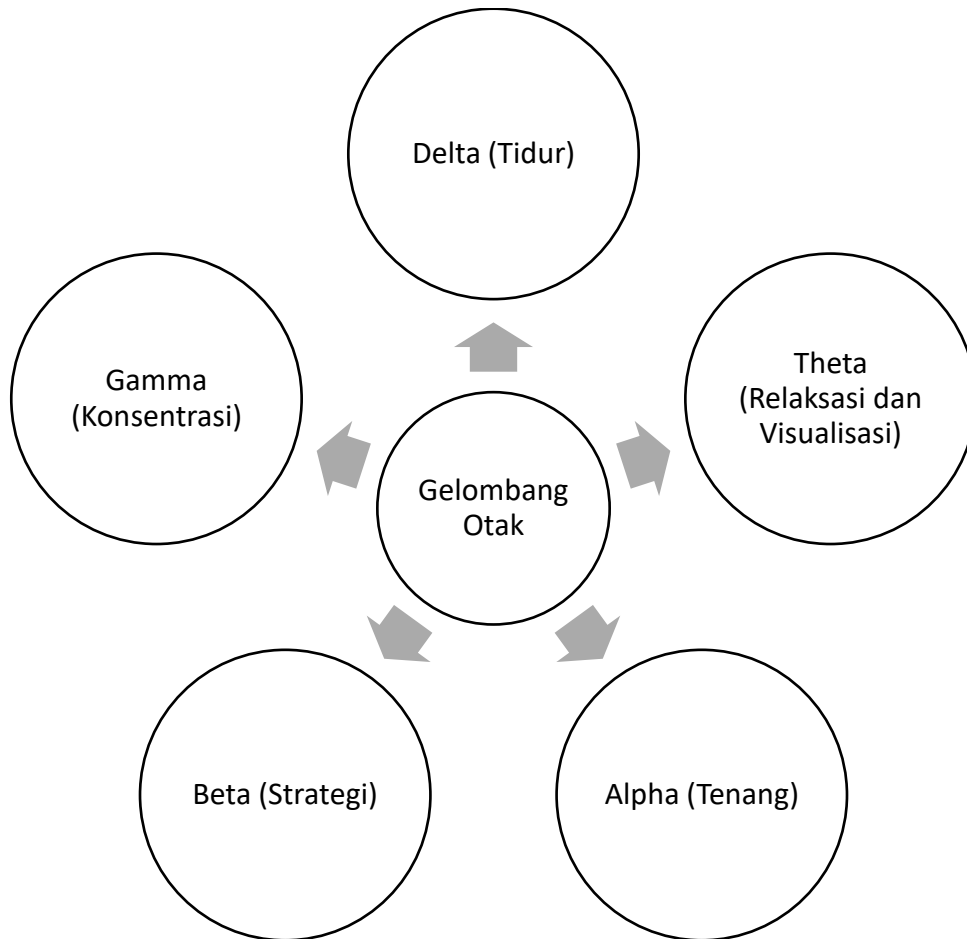 Delta (Tidur)
Theta
(Relaksasi dan
Visualisasi)
Alpha (Tenang)
Beta (Strategi)
Gamma
(Konsentrasi)
Gelombang
Otak